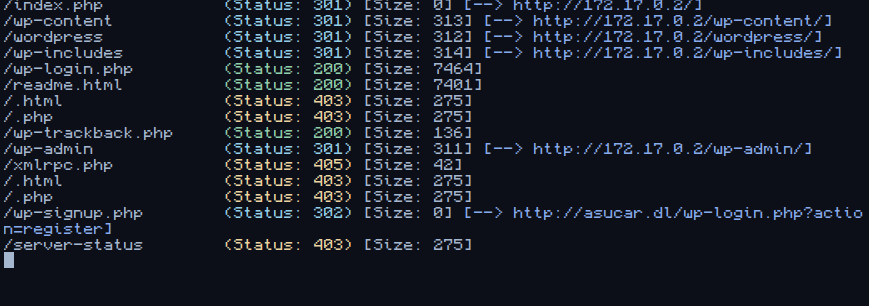 /index.php            (Status: 301) [Size: 0] [--> http://172.17.0.2/]
/wp-content           (Status: 301) [Size: 313] [--> http://172.17.0.2/wp-content/]
/wordpress            (Status: 301) [Size: 312] [--> http://172.17.0.2/wordpress/]
/wp-includes          (Status: 301) [Size: 314] [--> http://172.17.0.2/wp-includes/]
/wp-login.php         (Status: 200) [Size: 7464]
/readme.html          (Status: 200) [Size: 7401]
/.html                (Status: 403) [Size: 275]
/.php                 (Status: 403) [Size: 275]
/wp-trackback.php     (Status: 200) [Size: 136]
/wp-admin             (Status: 301) [Size: 311] [--> http://172.17.0.2/wp-admin/]
/xmlrpc.php           (Status: 405) [Size: 42]
/.html                (Status: 403) [Size: 275]
/.php                 (Status: 403) [Size: 275]
/wp-signup.php        (Status: 302) [Size: 0] [--> http://asucar.dl/wp-login.php?actio
n=register]
/server-status        (Status: 403) [Size: 275]